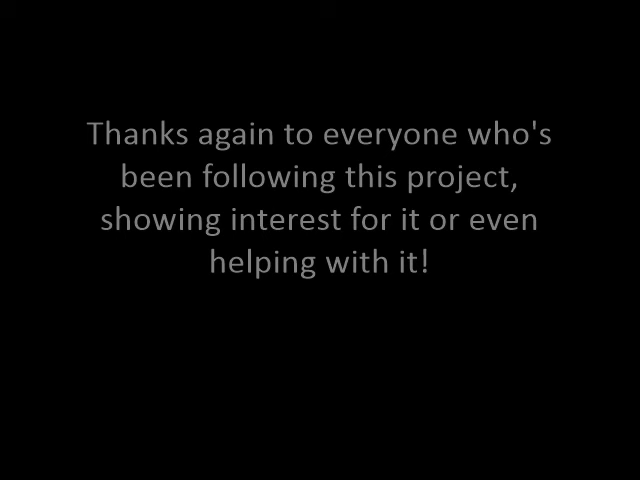 Thanks again to everyone who's
been following this project,
showing interest for it or even
helping with it!